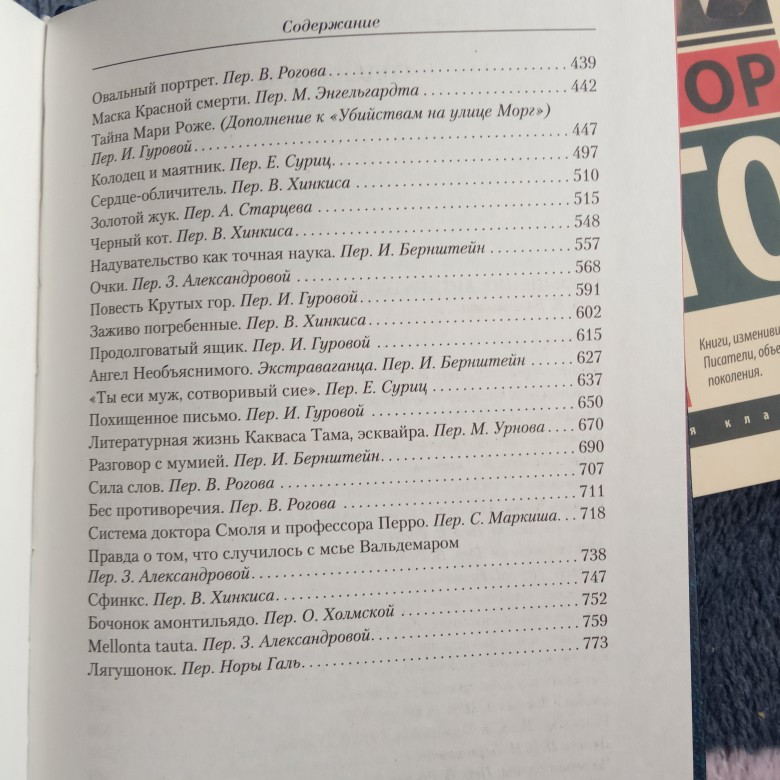 Содержание
Овальный портрет. Пер. В. Рогова 439
Маска Красной смерти. Пер. М. Энгельгардта 442
Тайна Мари Роже. (Дополнение к «Убийствам на улице Морг»)
Пер. И. Гуровой 447
Колодец и маятник. Пер. Е. Суриц 497
Сердце-обличитель. Пер. В. Хинкиса 510
Золотой жук. Пер. А. Старцева 515
Черный кот. Пер. В. Хинкиса 548
Надувательство как точная наука. Пер. И. Бернштейн 557
Очки. Пер. З. Александровой 568
Повесть Крутых гор. Пер. И. Гуровой 591
Заживо погребенные. Пер. В. Хинкиса 602
Продолговатый ящик. Пер. И. Гуровой 615
Ангел Необъяснимого. Экстраваганца. Пер. И. Бернштейн 627
«Ты еси муж, сотворивый сие». Пер. Е. Суриц 637
Похищенное письмо. Пер. И. Гуровой 650
Литературная жизнь Какваса Тама, эсквайра. Пер. М. Урнова 670
Разговор с мумией. Пер. И. Бернштейн 690
Сила слов. Пер. В. Рогова 707
Бес противоречия. Пер. В. Рогова 711
Система доктора Смоля и профессора Перро. Пер. С. Маркиша 718
Правда о том, что случилось с мсье Вальдемаром
Пер. З. Александровой 738
Сфинкс. Пер. В. Хинкиса 747
Бочонок амонтильядо. Пер. О. Холмской 752
Mellonta tauta. Пер. З. Александровой 759
Лягушонок. Пер. Норы Галь 773
ОР
ТО
Книги, изменивш
Писатели, объе
поколения.
я кла